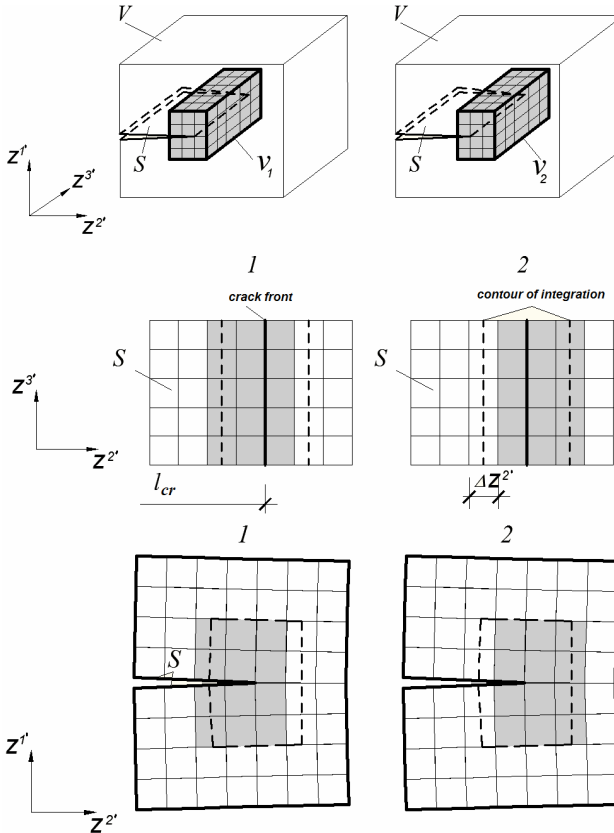 V
V
S
S
v₁
v₂
z¹'
z³'
z²'
1
2
crack front
contour of integration
S
S
z³'
z²'
l_cr
Δz²'
1
2
S
z¹'
z²'